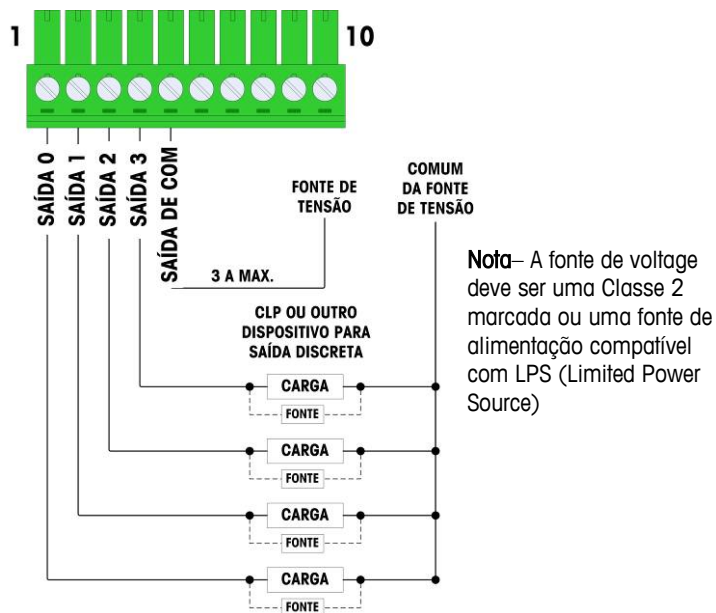 1
10
SAÍDA 0
SAÍDA 1
SAÍDA 2
SAÍDA 3
SAÍDA DE COM
FONTE DE
TENSÃO
COMUM
DA FONTE
DE TENSÃO
3 A MAX.
CLP OU OUTRO
DISPOSITIVO PARA
SAÍDA DISCRETA
CARGA
FONTE
CARGA
FONTE
CARGA
FONTE
CARGA
FONTE
Nota– A fonte de voltage
deve ser uma Classe 2
marcada ou uma fonte de
alimentação compatível
com LPS (Limited Power
Source)